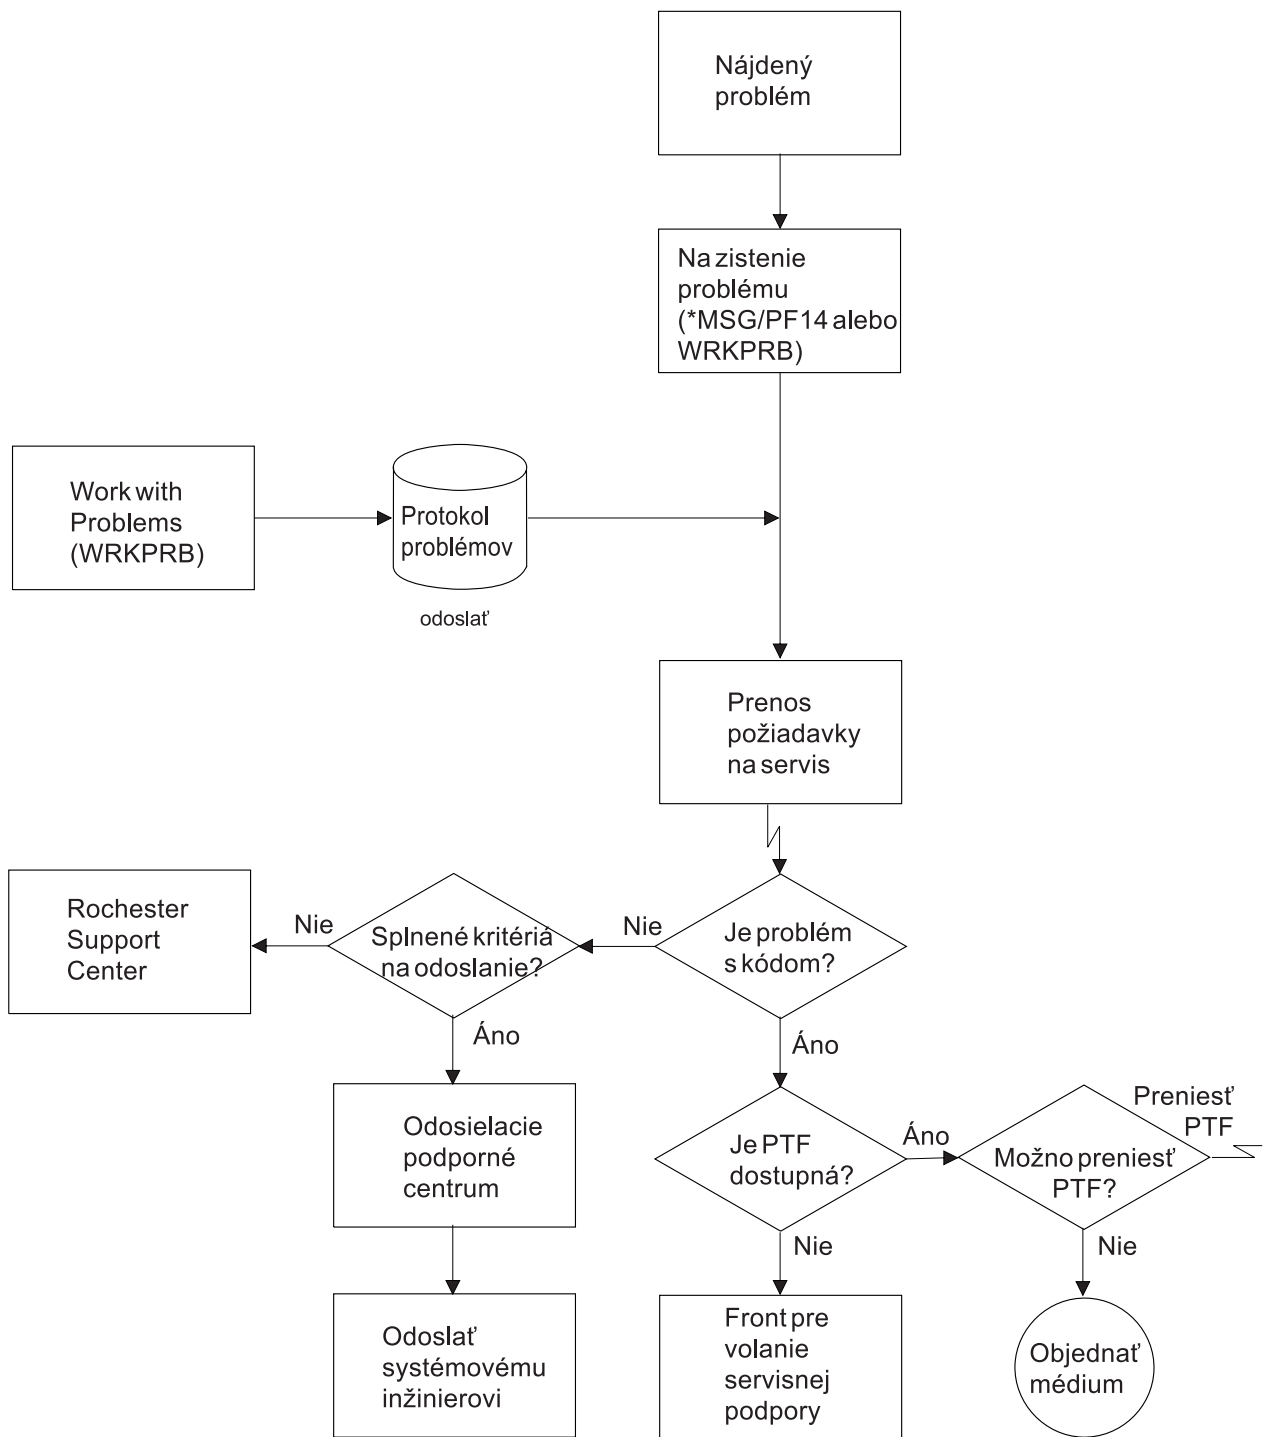 Nájdený
problém
Na zistenie
problému
(*MSG/PF14 alebo
WRKPRB)
Work with
Problems
(WRKPRB)
Protokol
problémov
odoslať
Prenos
požiadavky
na servis
Rochester
Support
Center
Nie
Splnené kritériá
na odoslanie?
Nie
Je problém
s kódom?
Áno
Áno
Odosielacie
podporné
centrum
Je PTF
dostupná?
Áno
Možno preniesť
PTF?
Preniesť
PTF
Nie
Nie
Odoslať
systémovému
inžinierovi
Front pre
volanie
servisnej
podpory
Objednať
médium